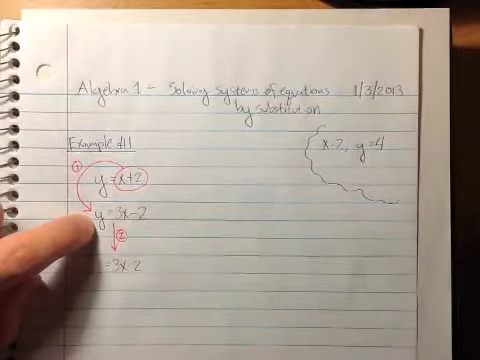 Algebra 1 - Solving systems of equations 1/3/2013
by substitution
Example #1
x=2, y=4
①
y=x+2
y=3x-2
②
=3x-2